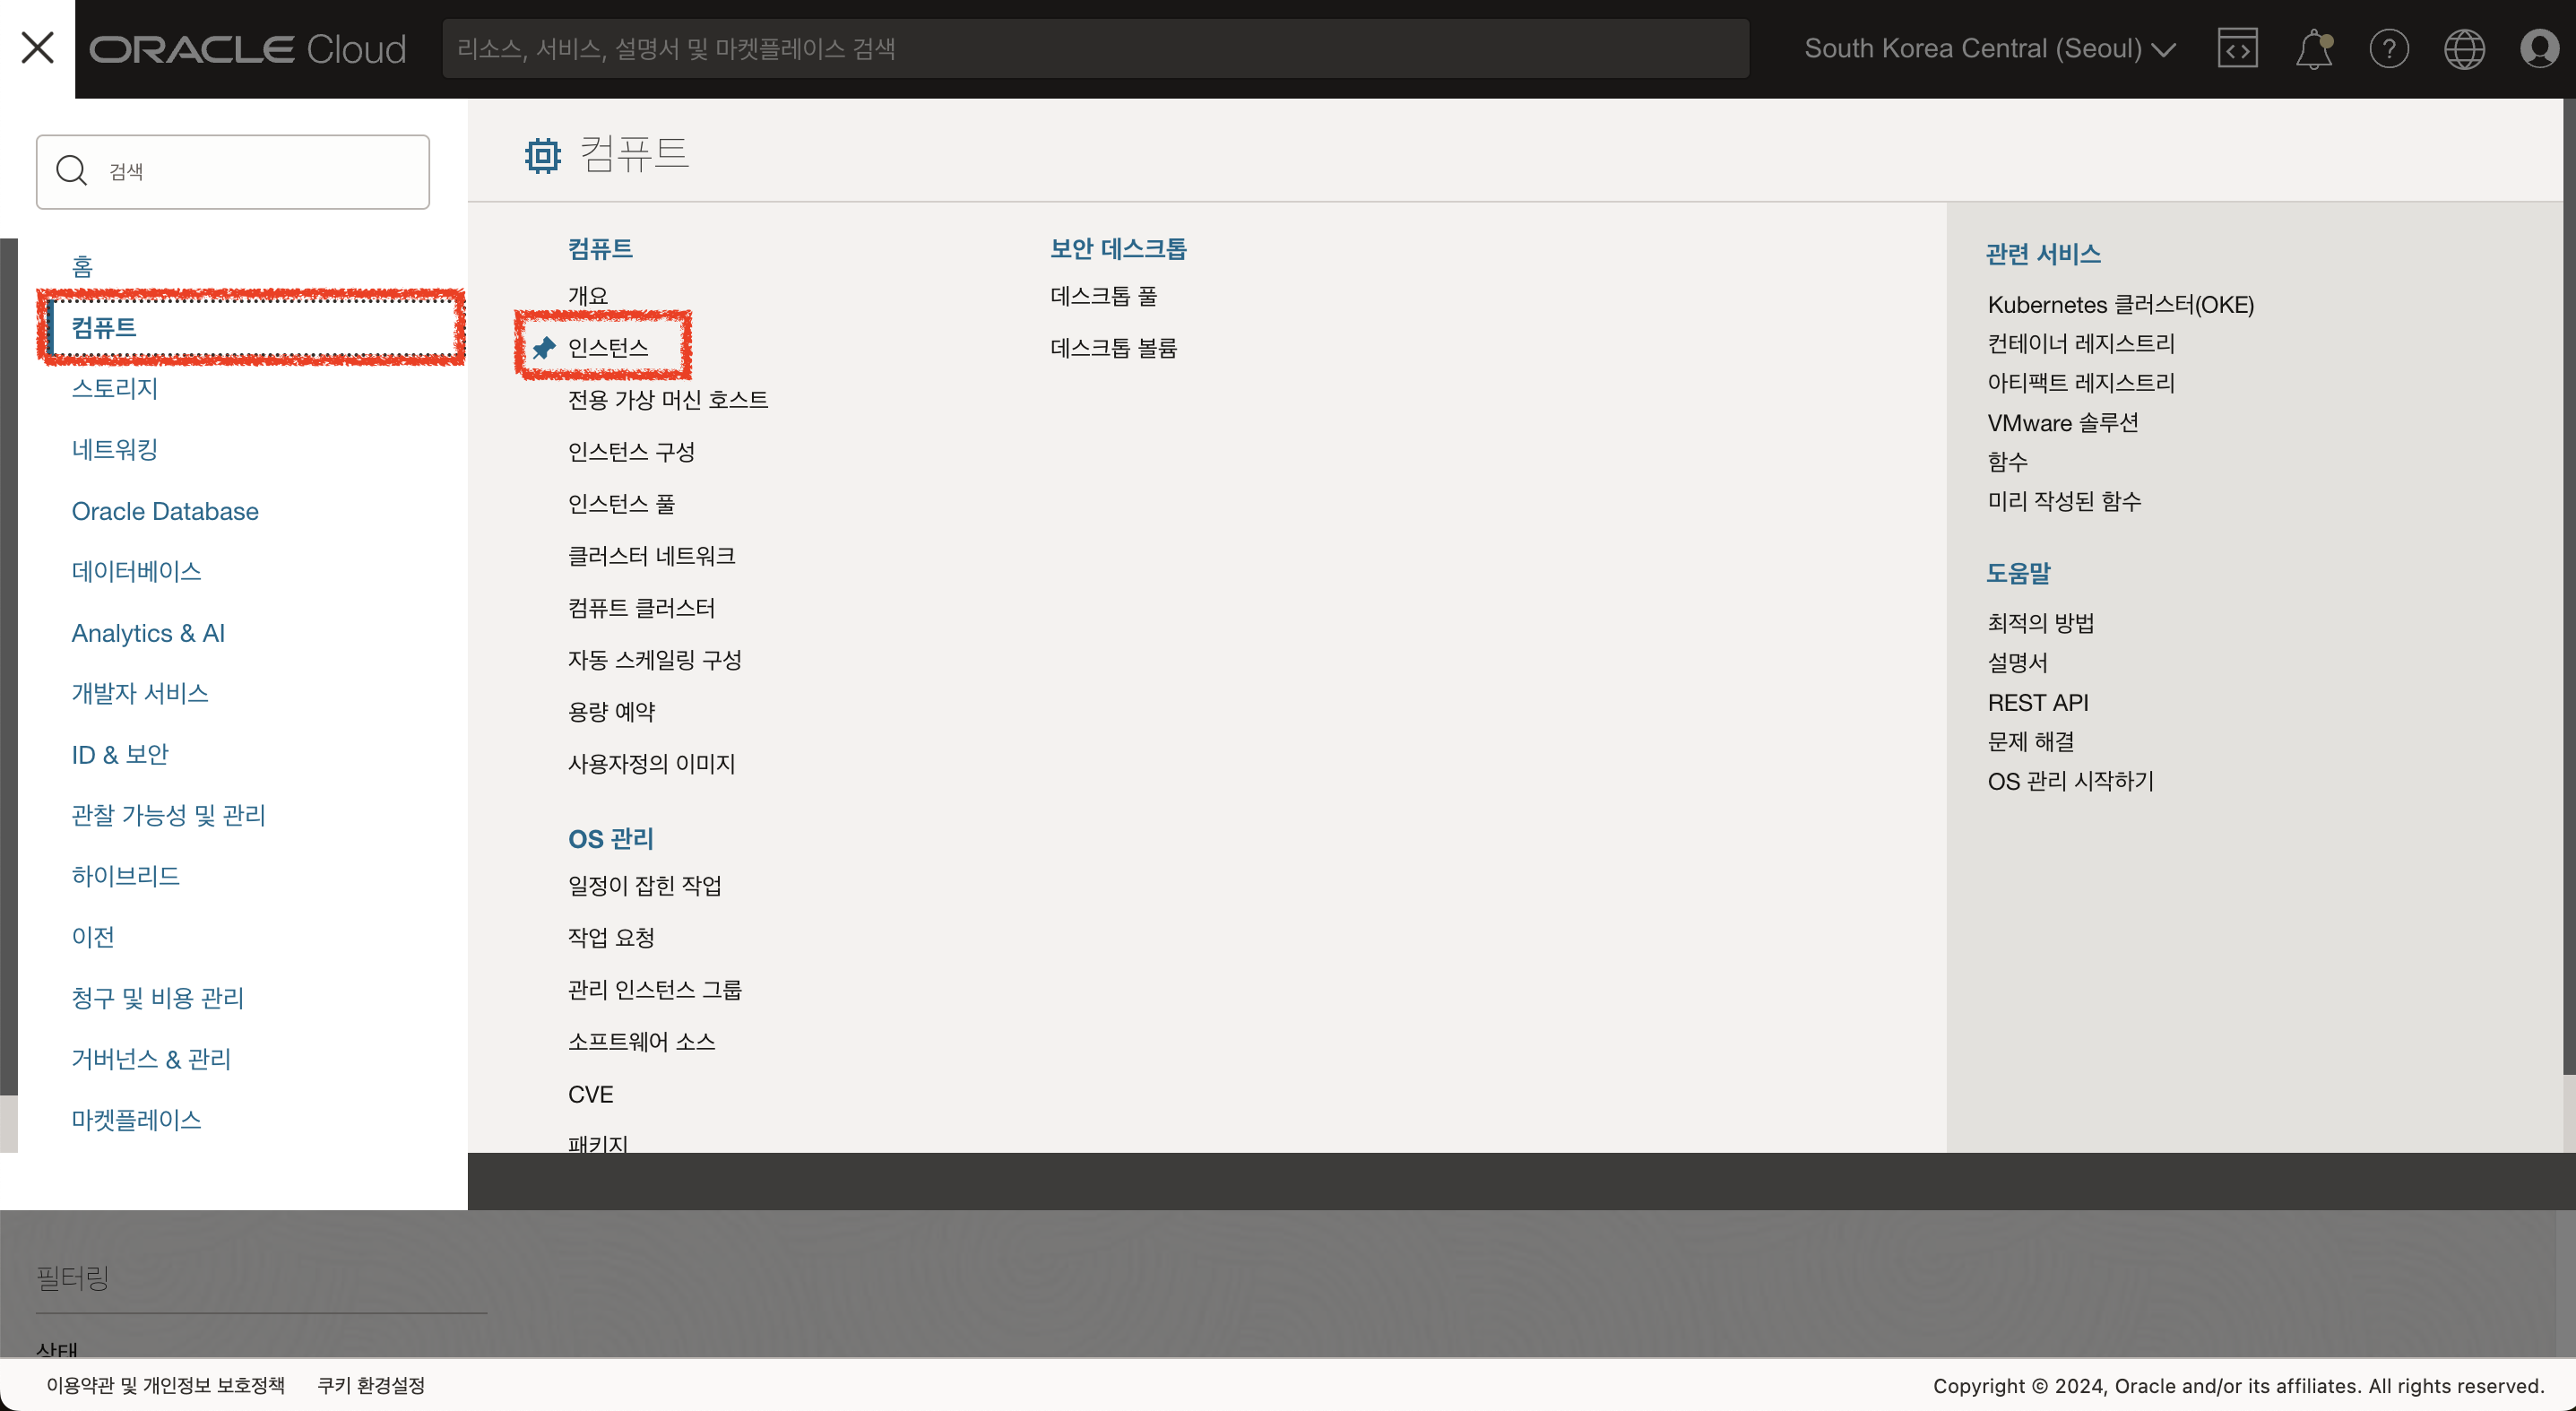 ORACLE Cloud
리소스, 서비스, 설명서 및 마켓플레이스 검색
South Korea Central (Seoul)
검색
홈
컴퓨트
스토리지
네트워킹
Oracle Database
데이터베이스
Analytics & AI
개발자 서비스
ID & 보안
관찰 가능성 및 관리
하이브리드
이전
청구 및 비용 관리
거버넌스 & 관리
마켓플레이스
컴퓨트
컴퓨트
개요
인스턴스
전용 가상 머신 호스트
인스턴스 구성
인스턴스 풀
클러스터 네트워크
컴퓨트 클러스터
자동 스케일링 구성
용량 예약
사용자정의 이미지
OS 관리
일정이 잡힌 작업
작업 요청
관리 인스턴스 그룹
소프트웨어 소스
CVE
패키지
보안 데스크톱
데스크톱 풀
데스크톱 볼륨
관련 서비스
Kubernetes 클러스터(OKE)
컨테이너 레지스트리
아티팩트 레지스트리
VMware 솔루션
함수
미리 작성된 함수
도움말
최적의 방법
설명서
REST API
문제 해결
OS 관리 시작하기
필터링
상태
이용약관 및 개인정보 보호정책 쿠키 환경설정
Copyright © 2024, Oracle and/or its affiliates. All rights reserved.